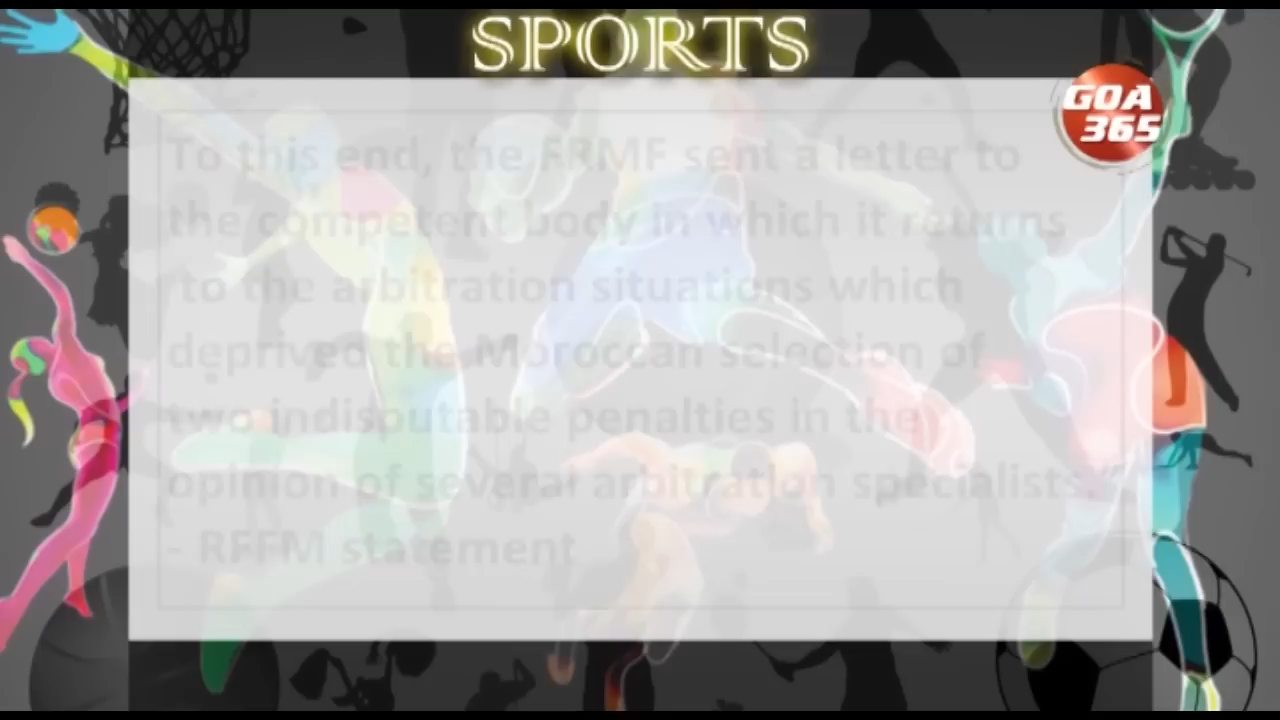 SPORTS
GOA
365
To this end, the FRMF sent a letter to
the competent body in which it returns
to the arbitration situations which
deprived the Moroccan selection of
two indisputable penalties in the
opinion of several arbitration specialists.”
- RFFM statement